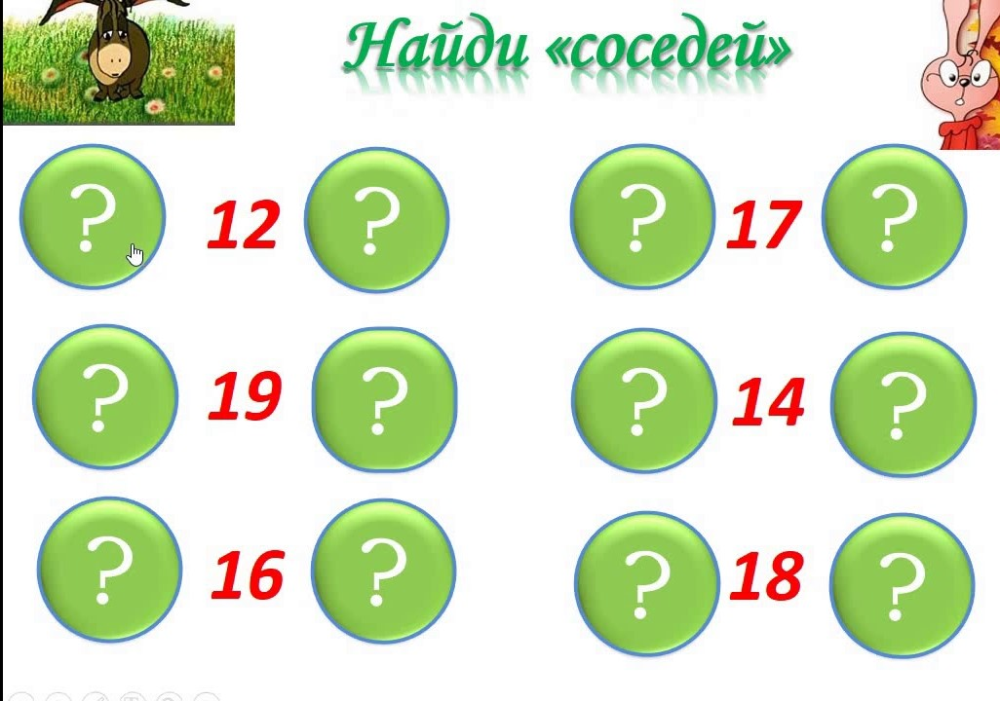 Найди «соседей»
? 12 ? ? 17 ?
? 19 ? ? 14 ?
? 16 ? ? 18 ?